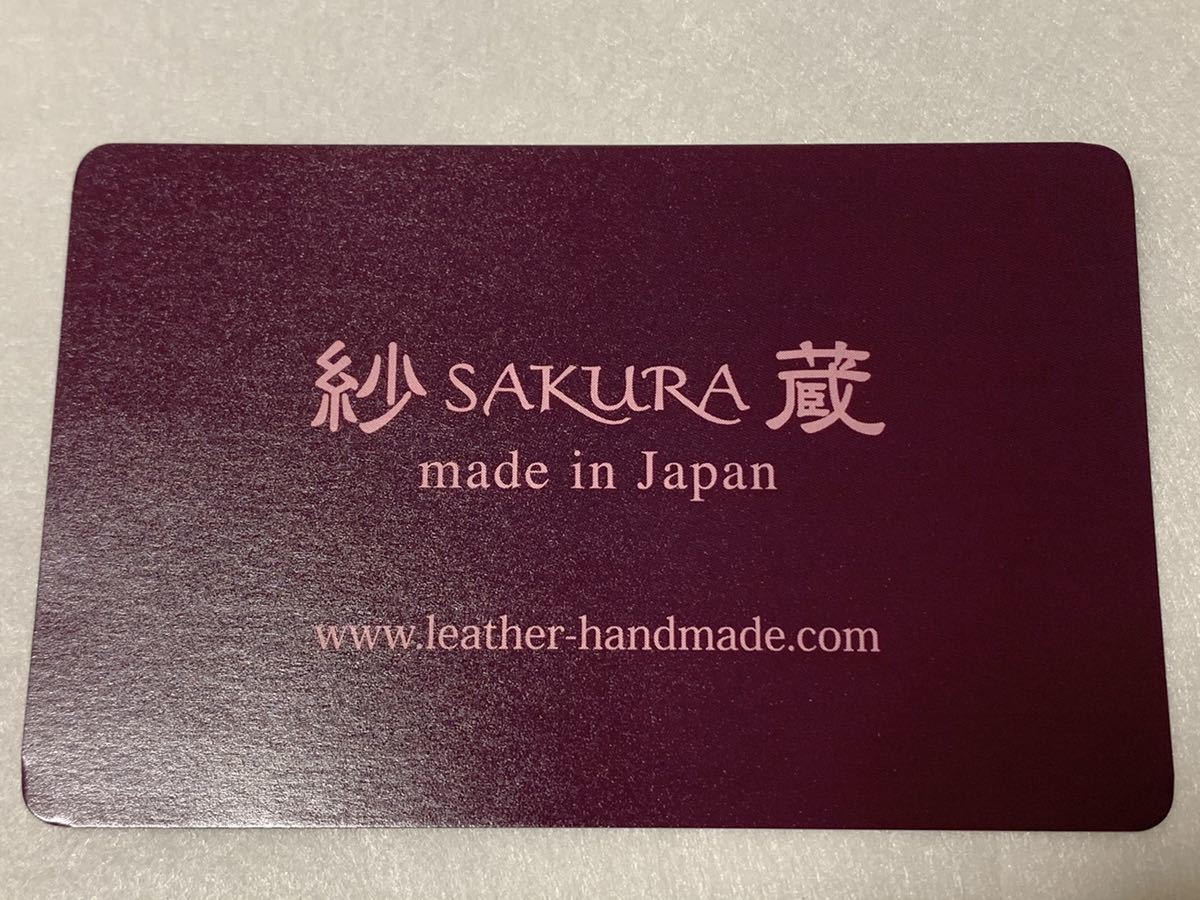 紗 SAKURA 蔵
made in Japan
www.leather-handmade.com